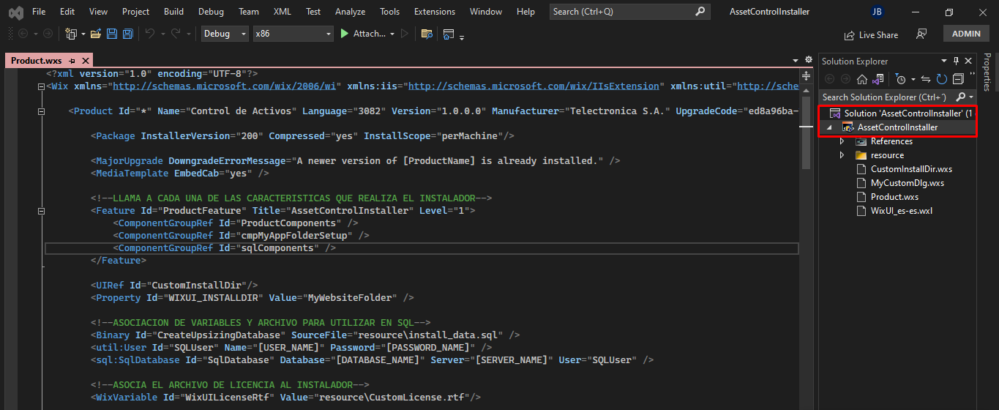 File Edit View Project Build Debug Team XML Test Analyze Tools Extensions Window Help Search (Ctrl+Q) AssetControlInstaller JB
Debug x86 Attach... Live Share ADMIN
Product.wxs
<?xml version="1.0" encoding="UTF-8"?>
<Wix xmlns="http://schemas.microsoft.com/wix/2006/wi" xmlns:iis="http://schemas.microsoft.com/wix/IIsExtension" xmlns:util="http://sche
<Product Id="*" Name="Control de Activos" Language="3082" Version="1.0.0.0" Manufacturer="Telectronica S.A." UpgradeCode="ed8a96ba-
<Package InstallerVersion="200" Compressed="yes" InstallScope="perMachine"/>
<MajorUpgrade DowngradeErrorMessage="A newer version of [ProductName] is already installed." />
<MediaTemplate EmbedCab="yes" />
<!--LLAMA A CADA UNA DE LAS CARACTERISTICAS QUE REALIZA EL INSTALADOR-->
<Feature Id="ProductFeature" Title="AssetControlInstaller" Level="1">
<ComponentGroupRef Id="ProductComponents" />
<ComponentGroupRef Id="cmpMyAppFolderSetup" />
<ComponentGroupRef Id="sqlComponents" />
</Feature>
<UIRef Id="CustomInstallDir"/>
<Property Id="WIXUI_INSTALLDIR" Value="MyWebsiteFolder" />
<!--ASOCIACION DE VARIABLES Y ARCHIVO PARA UTILIZAR EN SQL-->
<Binary Id="CreateUpsizingDatabase" SourceFile="resource\install_data.sql" />
<util:User Id="SQLUser" Name="[USER_NAME]" Password="[PASSWORD_NAME]" />
<sql:SqlDatabase Id="SqlDatabase" Database="[DATABASE_NAME]" Server="[SERVER_NAME]" User="SQLUser" />
<!--ASOCIA EL ARCHIVO DE LICENCIA AL INSTALADOR-->
<WixVariable Id="WixUILicenseRtf" Value="resource\CustomLicense.rtf"/>
Solution Explorer
Search Solution Explorer (Ctrl+´)
Solution 'AssetControlInstaller' (1
AssetControlInstaller
References
resource
CustomInstallDir.wxs
MyCustomDlg.wxs
Product.wxs
WixUI_es-es.wxl
Properties